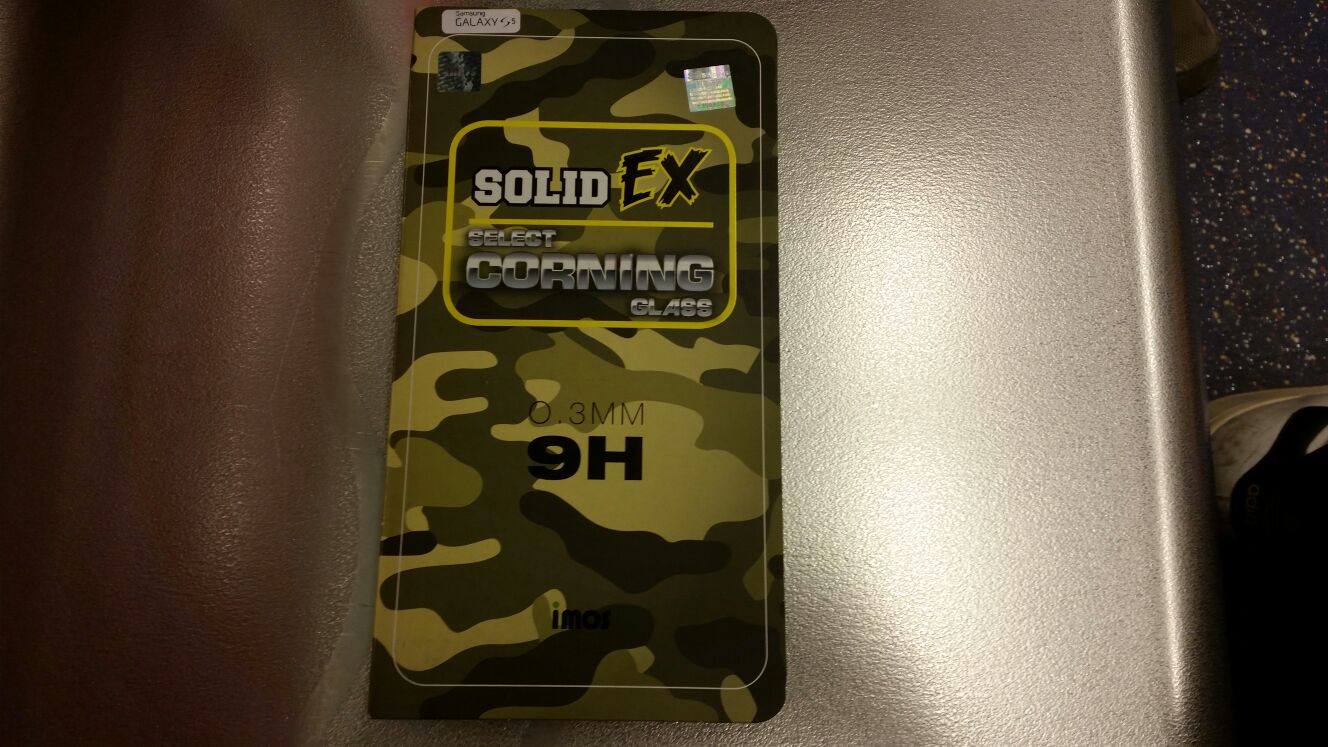 Samsung
GALAXY S5
SOLID EX
SELECT
CORNING
GLASS
0.3MM
9H
imos